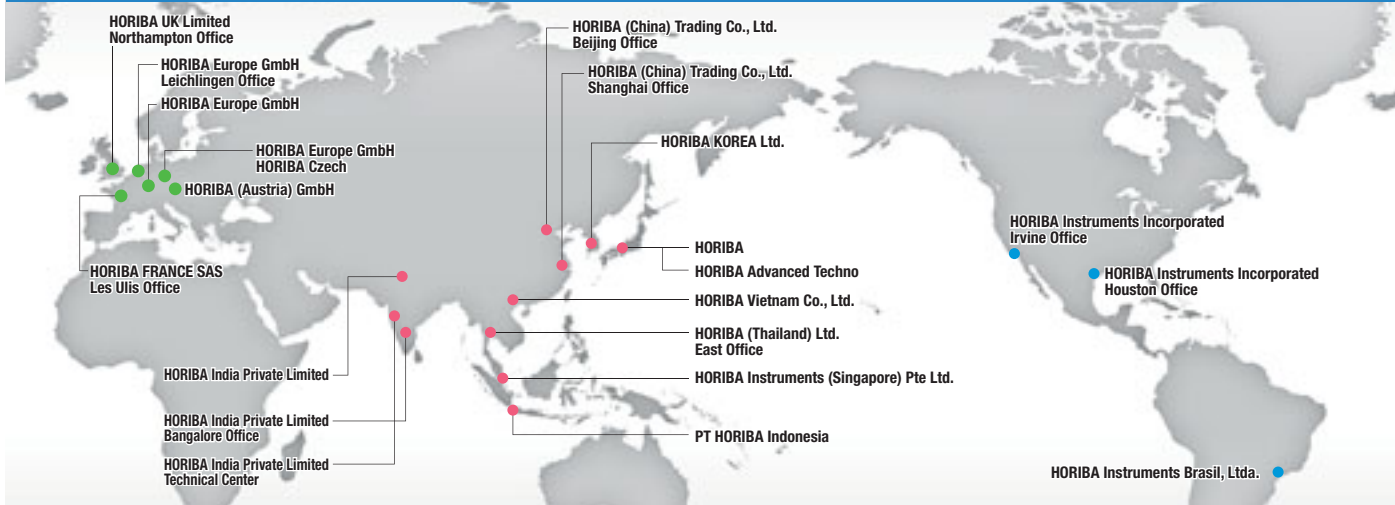 HORIBA UK Limited
Northampton Office
HORIBA Europe GmbH
Leichlingen Office
HORIBA Europe GmbH
HORIBA Europe GmbH
HORIBA Czech
HORIBA (Austria) GmbH
HORIBA FRANCE SAS
Les Ulis Office
HORIBA India Private Limited
HORIBA India Private Limited
Bangalore Office
HORIBA India Private Limited
Technical Center
HORIBA (China) Trading Co., Ltd.
Beijing Office
HORIBA (China) Trading Co., Ltd.
Shanghai Office
HORIBA KOREA Ltd.
HORIBA
HORIBA Advanced Techno
HORIBA Vietnam Co., Ltd.
HORIBA (Thailand) Ltd.
East Office
HORIBA Instruments (Singapore) Pte Ltd.
PT HORIBA Indonesia
HORIBA Instruments Incorporated
Irvine Office
HORIBA Instruments Incorporated
Houston Office
HORIBA Instruments Brasil, Ltda.